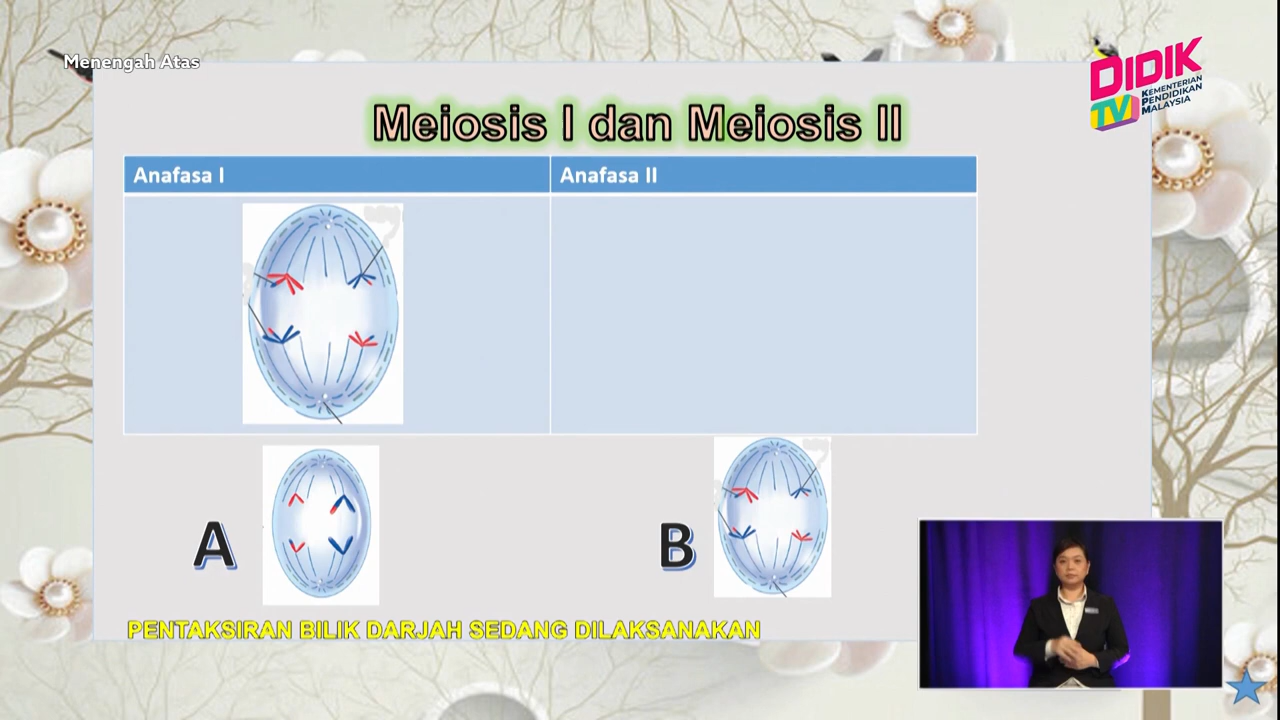 Menengah Atas
DIDIK
TV
KEMENTERIAN
PENDIDIKAN
MALAYSIA
Meiosis I dan Meiosis II
Anafasa I
Anafasa II
A
B
PENTAKSIRAN BILIK DARJAH SEDANG DILAKSANAKAN